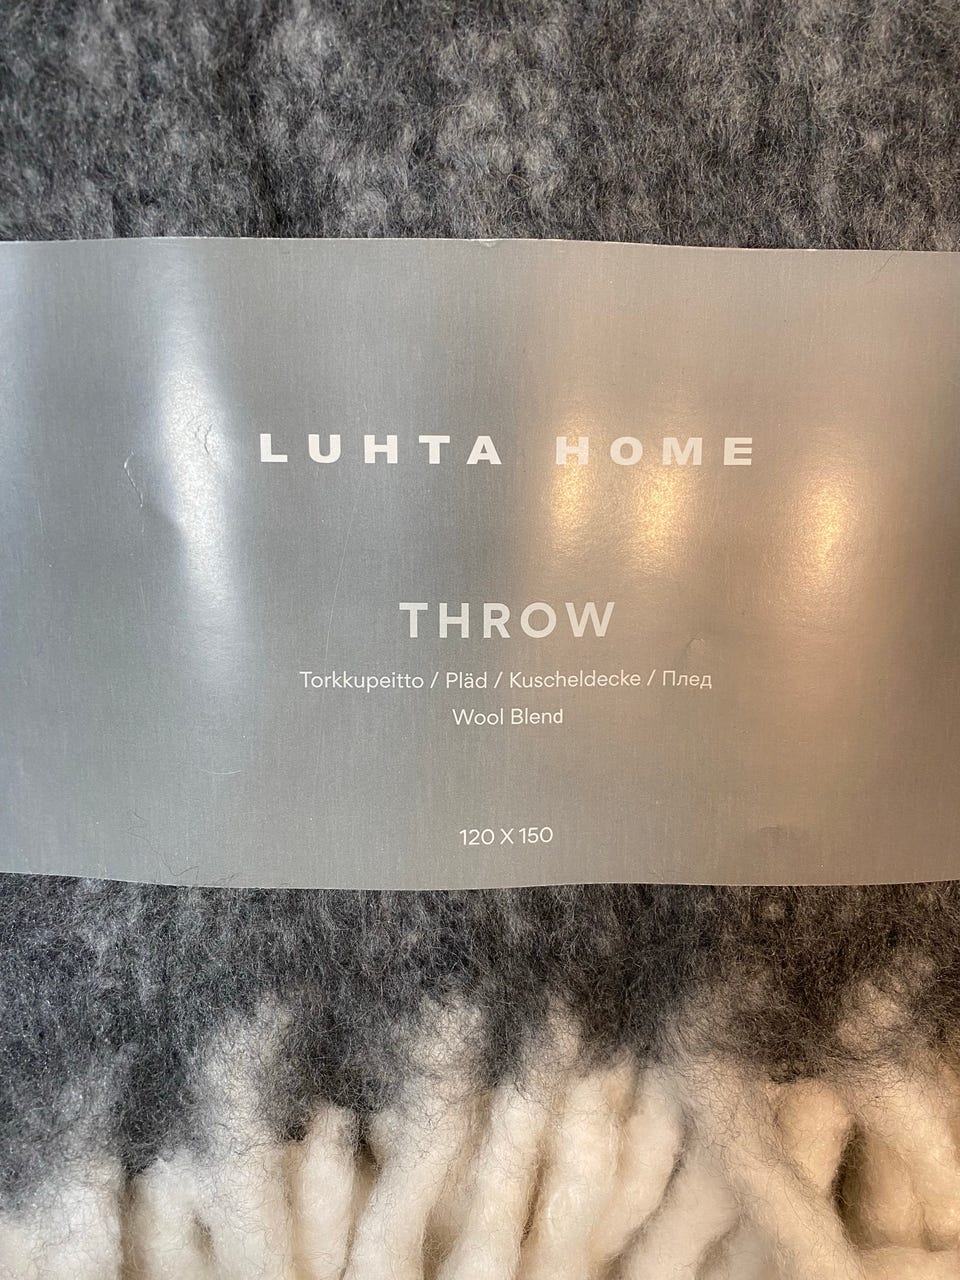 LUHTA HOME
THROW
Torkkupeitto / Pläd / Kuscheldecke / Плед
Wool Blend
120 X 150